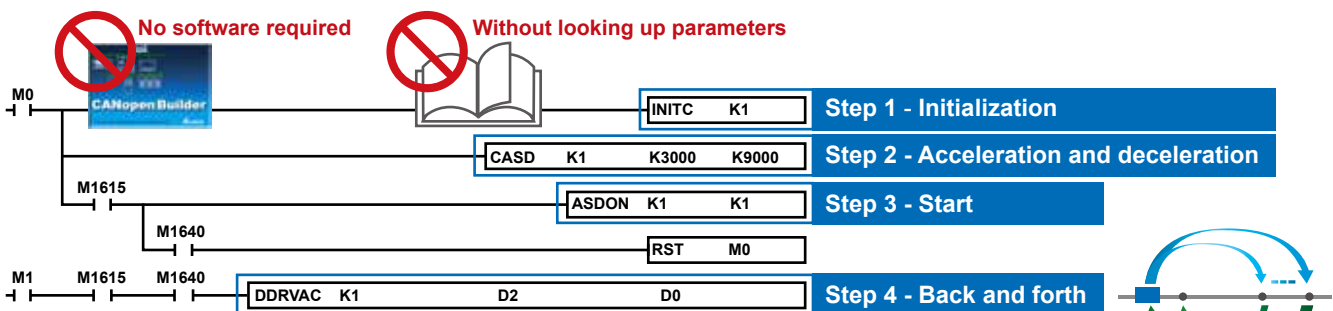 No software required
Without looking up parameters
CANopen Builder
M0
INITC K1
Step 1 - Initialization
CASD K1 K3000 K9000
Step 2 - Acceleration and deceleration
M1615
ASDON K1 K1
Step 3 - Start
M1640
RST M0
M1 M1615 M1640
DDRVAC K1 D2 D0
Step 4 - Back and forth